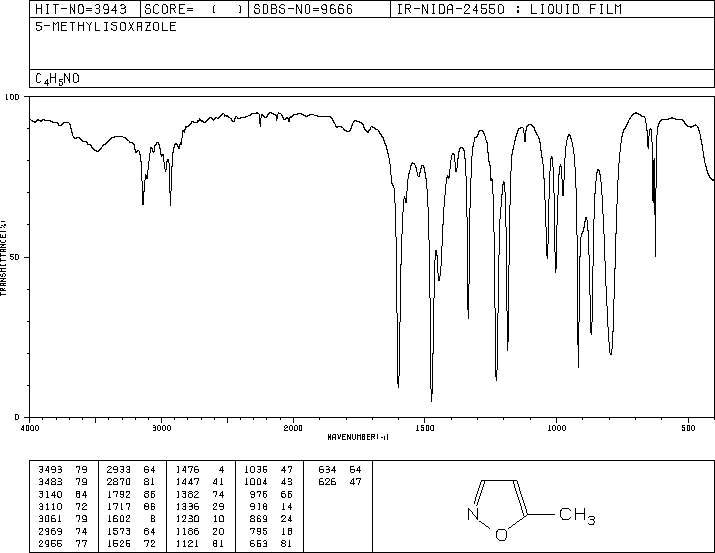 HIT-NO=3943 SCORE= ( ) SDBS-NO=9666 IR-NIDA-24550 : LIQUID FILM
5-METHYLISOXAZOLE
C4H5NO
100
50
0
TRANSMITTANCE(%)
4000 3000 2000 1500 1000 500
WAVENUMBER(-1)
3493 79 2933 64 1476 4 1036 47 634 64
3483 79 2870 81 1447 41 1004 43 626 47
3140 64 1792 86 1382 74 976 66
3110 72 1717 86 1336 29 918 14
3061 79 1602 8 1230 10 869 24
2969 74 1573 64 1186 20 795 18
2966 77 1526 72 1121 81 653 81
N
O
CH3